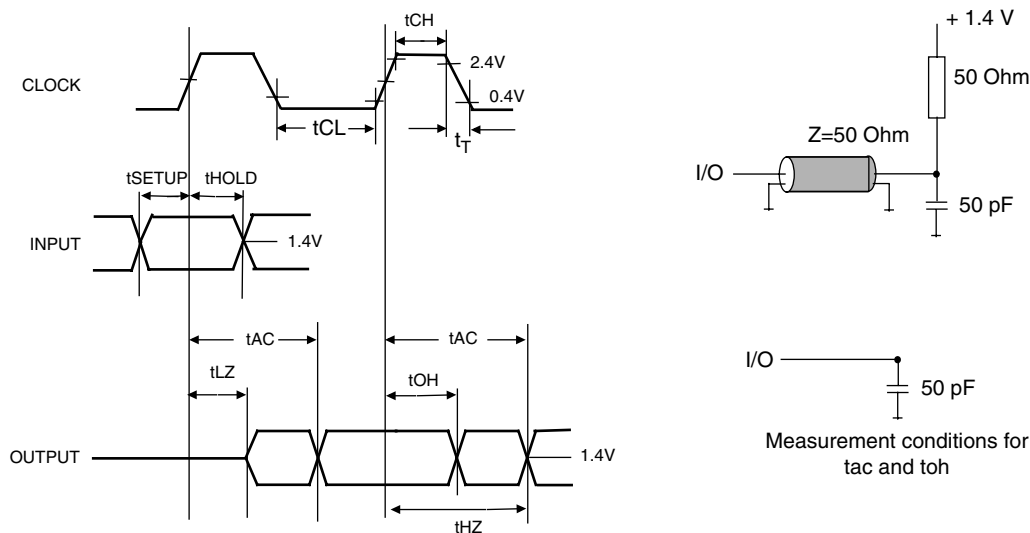 tCH
2.4V
CLOCK
0.4V
tCL
tT
tSETUP
tHOLD
INPUT
1.4V
tAC
tAC
tLZ
tOH
OUTPUT
1.4V
tHZ
+ 1.4 V
50 Ohm
Z=50 Ohm
I/O
50 pF
I/O
50 pF
Measurement conditions for
tac and toh